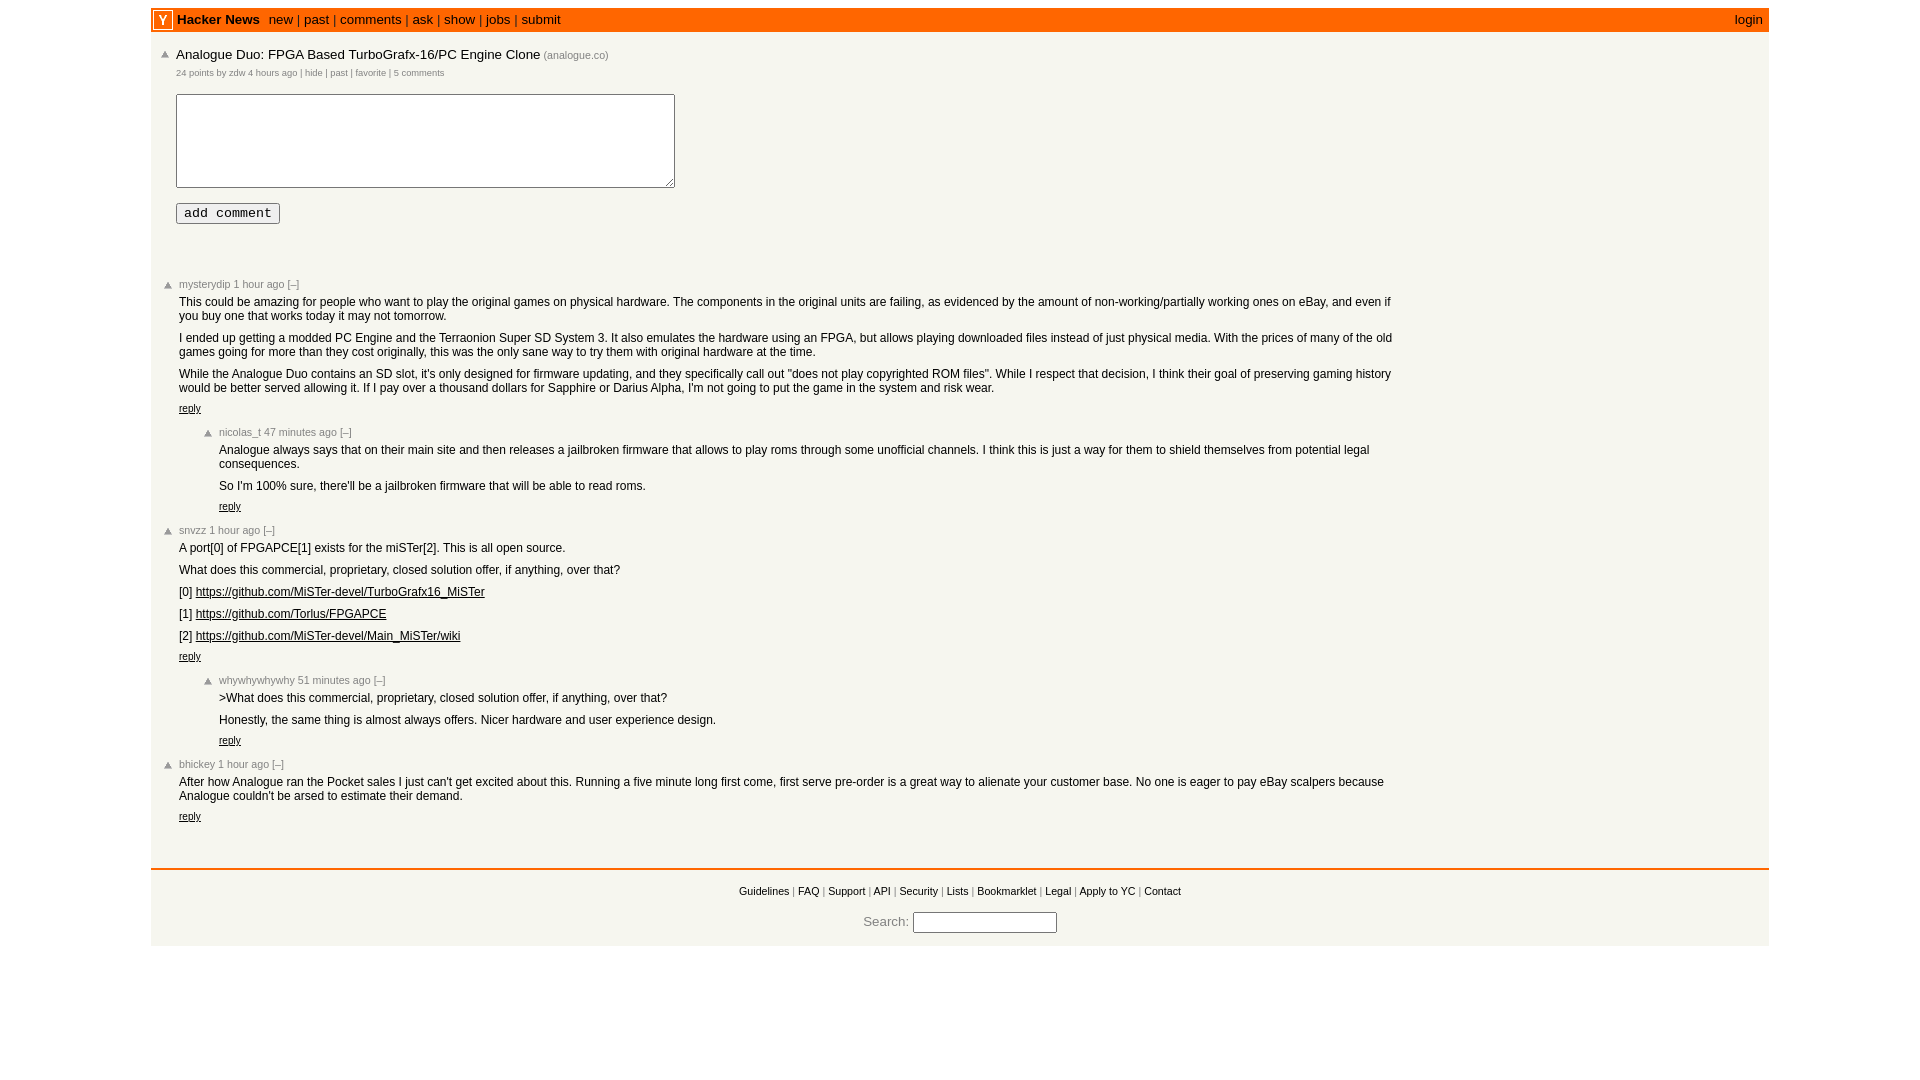 Y Hacker News new | past | comments | ask | show | jobs | submit login
Analogue Duo: FPGA Based TurboGrafx-16/PC Engine Clone (analogue.co)
24 points by zdw 4 hours ago | hide | past | favorite | 5 comments
add comment
mysterydip 1 hour ago [–]
This could be amazing for people who want to play the original games on physical hardware. The components in the original units are failing, as evidenced by the amount of non-working/partially working ones on eBay, and even if
you buy one that works today it may not tomorrow.
I ended up getting a modded PC Engine and the Terraonion Super SD System 3. It also emulates the hardware using an FPGA, but allows playing downloaded files instead of just physical media. With the prices of many of the old
games going for more than they cost originally, this was the only sane way to try them with original hardware at the time.
While the Analogue Duo contains an SD slot, it's only designed for firmware updating, and they specifically call out "does not play copyrighted ROM files". While I respect that decision, I think their goal of preserving gaming history
would be better served allowing it. If I pay over a thousand dollars for Sapphire or Darius Alpha, I'm not going to put the game in the system and risk wear.
reply
nicolas_t 47 minutes ago [–]
Analogue always says that on their main site and then releases a jailbroken firmware that allows to play roms through some unofficial channels. I think this is just a way for them to shield themselves from potential legal
consequences.
So I'm 100% sure, there'll be a jailbroken firmware that will be able to read roms.
reply
snvzz 1 hour ago [–]
A port[0] of FPGAPCE[1] exists for the miSTer[2]. This is all open source.
What does this commercial, proprietary, closed solution offer, if anything, over that?
[0] https://github.com/MiSTer-devel/TurboGrafx16_MiSTer
[1] https://github.com/Torlus/FPGAPCE
[2] https://github.com/MiSTer-devel/Main_MiSTer/wiki
reply
whywhywhywhy 51 minutes ago [–]
>What does this commercial, proprietary, closed solution offer, if anything, over that?
Honestly, the same thing is almost always offers. Nicer hardware and user experience design.
reply
bhickey 1 hour ago [–]
After how Analogue ran the Pocket sales I just can't get excited about this. Running a five minute long first come, first serve pre-order is a great way to alienate your customer base. No one is eager to pay eBay scalpers because
Analogue couldn't be arsed to estimate their demand.
reply
Guidelines | FAQ | Support | API | Security | Lists | Bookmarklet | Legal | Apply to YC | Contact
Search: